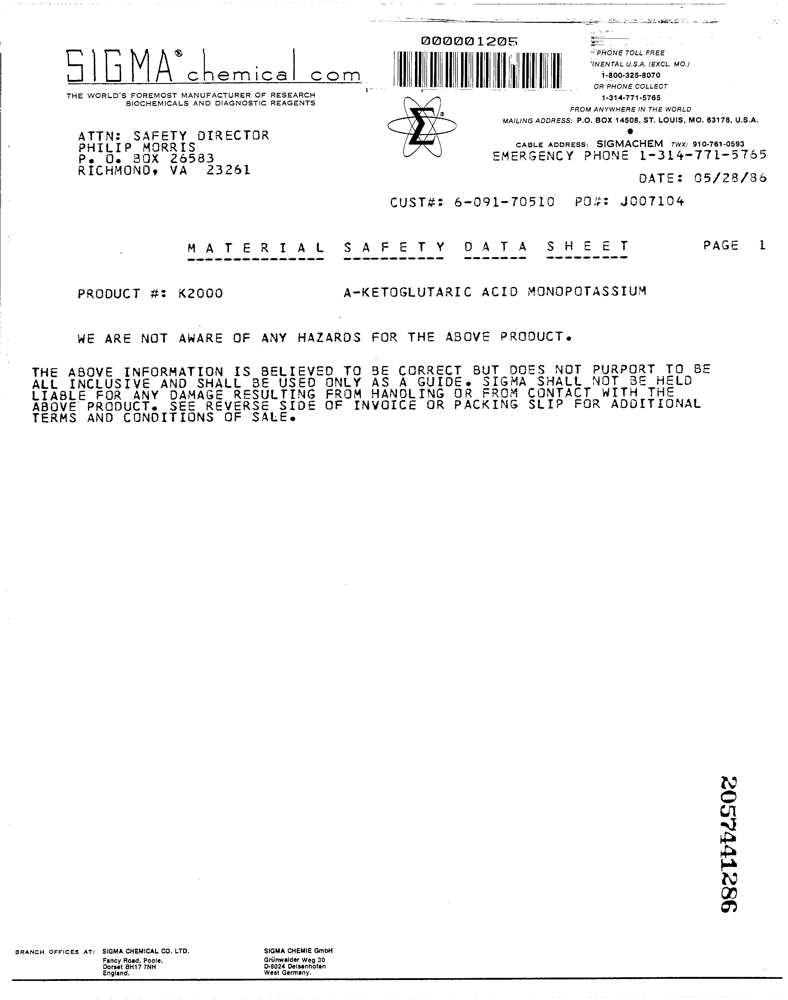 000001205
SIGMA® chemical com
THE WORLD'S FOREMOST MANUFACTURER OF RESEARCH
BIOCHEMICALS AND DIAGNOSTIC REAGENTS
PHONE TOLL FREE
INENTAL U.S.A. (EXCL. MO.)
1-800-325-8070
OR PHONE COLLECT
1-314-771-5765
FROM ANYWHERE IN THE WORLD
MAILING ADDRESS: P.O. BOX 14508, ST. LOUIS, MO. 63178, U.S.A.
CABLE ADDRESS: SIGMACHEM TWX: 910-761-0593
EMERGENCY PHONE 1-314-771-5765
ATTN: SAFETY DIRECTOR
PHILIP MORRIS
P. O. BOX 26583
RICHMOND, VA 23261
DATE: 05/28/86
CUST#: 6-091-70510 PO#: J007104
MATERIAL SAFETY DATA SHEET PAGE 1
PRODUCT #: K2000 A-KETOGLUTARIC ACID MONOPOTASSIUM
WE ARE NOT AWARE OF ANY HAZARDS FOR THE ABOVE PRODUCT.
THE ABOVE INFORMATION IS BELIEVED TO BE CORRECT BUT DOES NOT PURPORT TO BE
ALL INCLUSIVE AND SHALL BE USED ONLY AS A GUIDE. SIGMA SHALL NOT BE HELD
LIABLE FOR ANY DAMAGE RESULTING FROM HANDLING OR FROM CONTACT WITH THE
ABOVE PRODUCT. SEE REVERSE SIDE OF INVOICE OR PACKING SLIP FOR ADDITIONAL
TERMS AND CONDITIONS OF SALE.
2057441286
BRANCH OFFICES AT: SIGMA CHEMICAL CO. LTD.
Fancy Road, Poole,
Dorset BH17 7NH
England.
SIGMA CHEMIE GmbH
Grünwalder Weg 30
D-8024 Deisenhofen
West Germany.